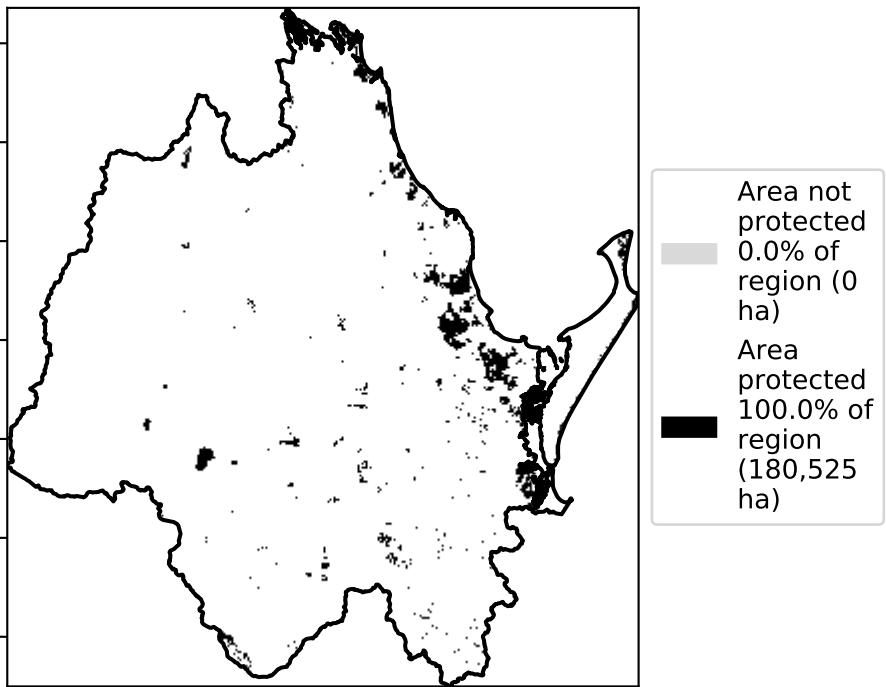 Area not
protected
0.0% of
region (0
ha)
Area
protected
100.0% of
region
(180,525
ha)